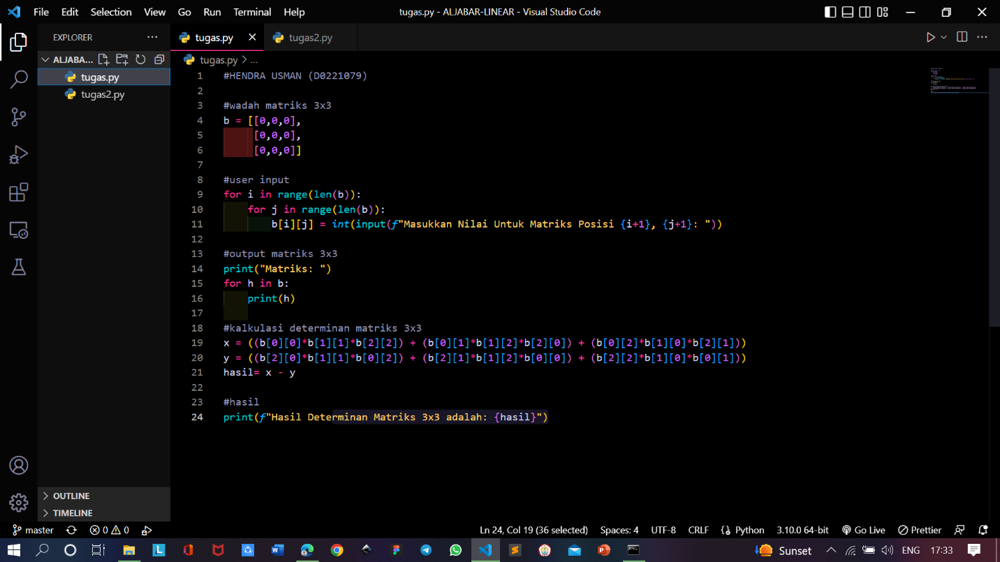 File Edit Selection View Go Run Terminal Help tugas.py - ALJABAR-LINEAR - Visual Studio Code
EXPLORER
tugas.py
tugas2.py
ALJABA...
tugas.py > ...
tugas.py
tugas2.py
1 #HENDRA USMAN (D0221079)
2
3 #wadah matriks 3x3
4 b = [[0,0,0],
5      [0,0,0],
6      [0,0,0]]
7
8 #user input
9 for i in range(len(b)):
10     for j in range(len(b)):
11         b[i][j] = int(input(f"Masukkan Nilai Untuk Matriks Posisi {i+1}, {j+1}: "))
12
13 #output matriks 3x3
14 print("Matriks: ")
15 for h in b:
16     print(h)
17
18 #kalkulasi determinan matriks 3x3
19 x = ((b[0][0]*b[1][1]*b[2][2]) + (b[0][1]*b[1][2]*b[2][0]) + (b[0][2]*b[1][0]*b[2][1]))
20 y = ((b[2][0]*b[1][1]*b[0][2]) + (b[2][1]*b[1][2]*b[0][0]) + (b[2][2]*b[1][0]*b[0][1]))
21 hasil= x - y
22
23 #hasil
24 print(f"Hasil Determinan Matriks 3x3 adalah: {hasil}")
OUTLINE
TIMELINE
master 0 0 Ln 24, Col 19 (36 selected) Spaces: 4 UTF-8 CRLF Python 3.10.0 64-bit Go Live Prettier
Sunset ENG 17:33